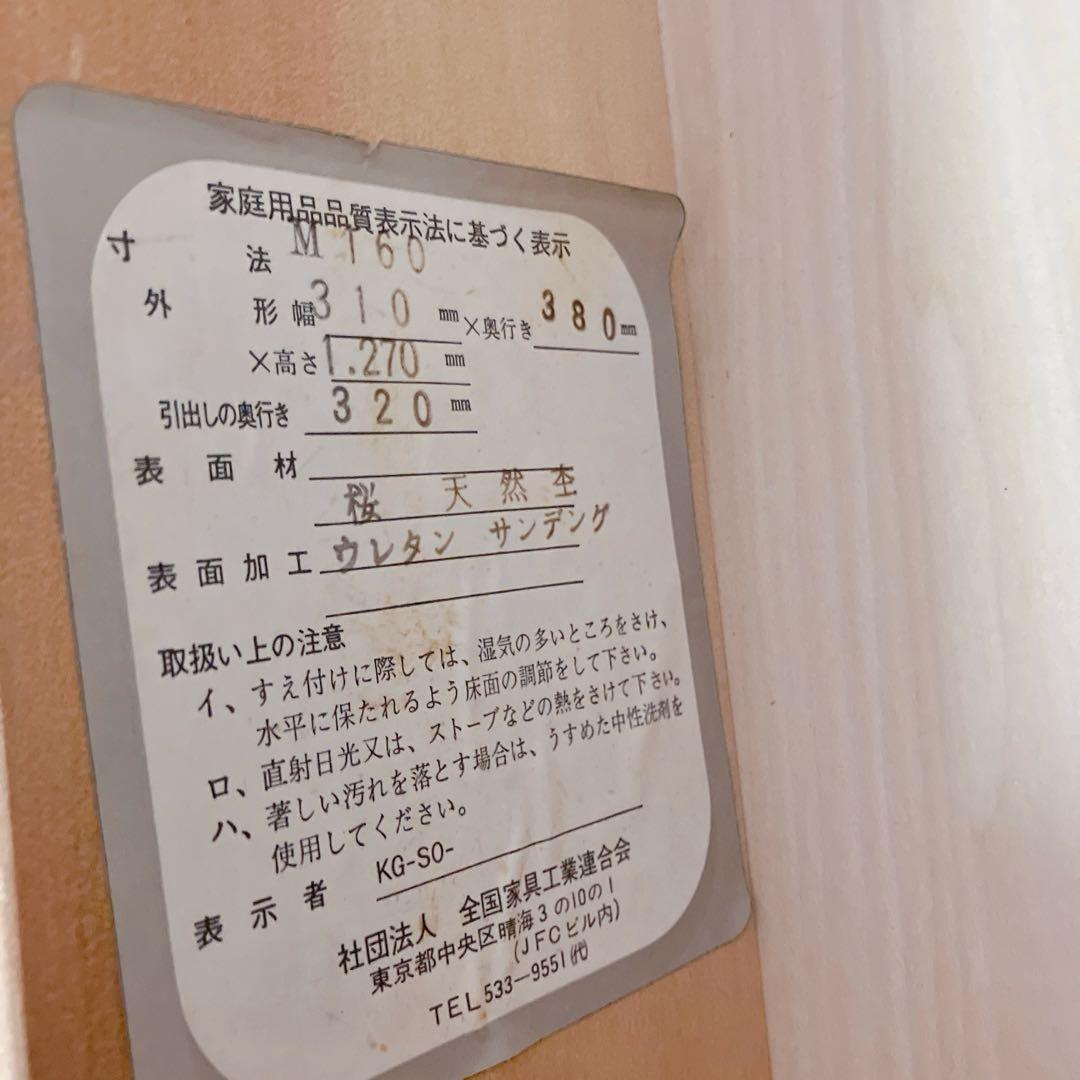 家庭用品品質表示法に基づく表示
寸 法 M 160
外 形 幅 310 mm ×奥行き 380 mm
×高さ 1.270 mm
引出しの奥行き 320 mm
表 面 材
桜 天然杢
表 面 加 工 ウレタン サンデング
取扱い上の注意
イ、すえ付けに際しては、湿気の多いところをさけ、
水平に保たれるよう床面の調節をして下さい。
ロ、直射日光又は、ストーブなどの熱をさけて下さい。
ハ、著しい汚れを落とす場合は、うすめた中性洗剤を
使用してください。
表 示 者 KG-SO-
社団法人 全国家具工業連合会
東京都中央区晴海3の10の1
(JFCビル内)
TEL 533-9551㈹